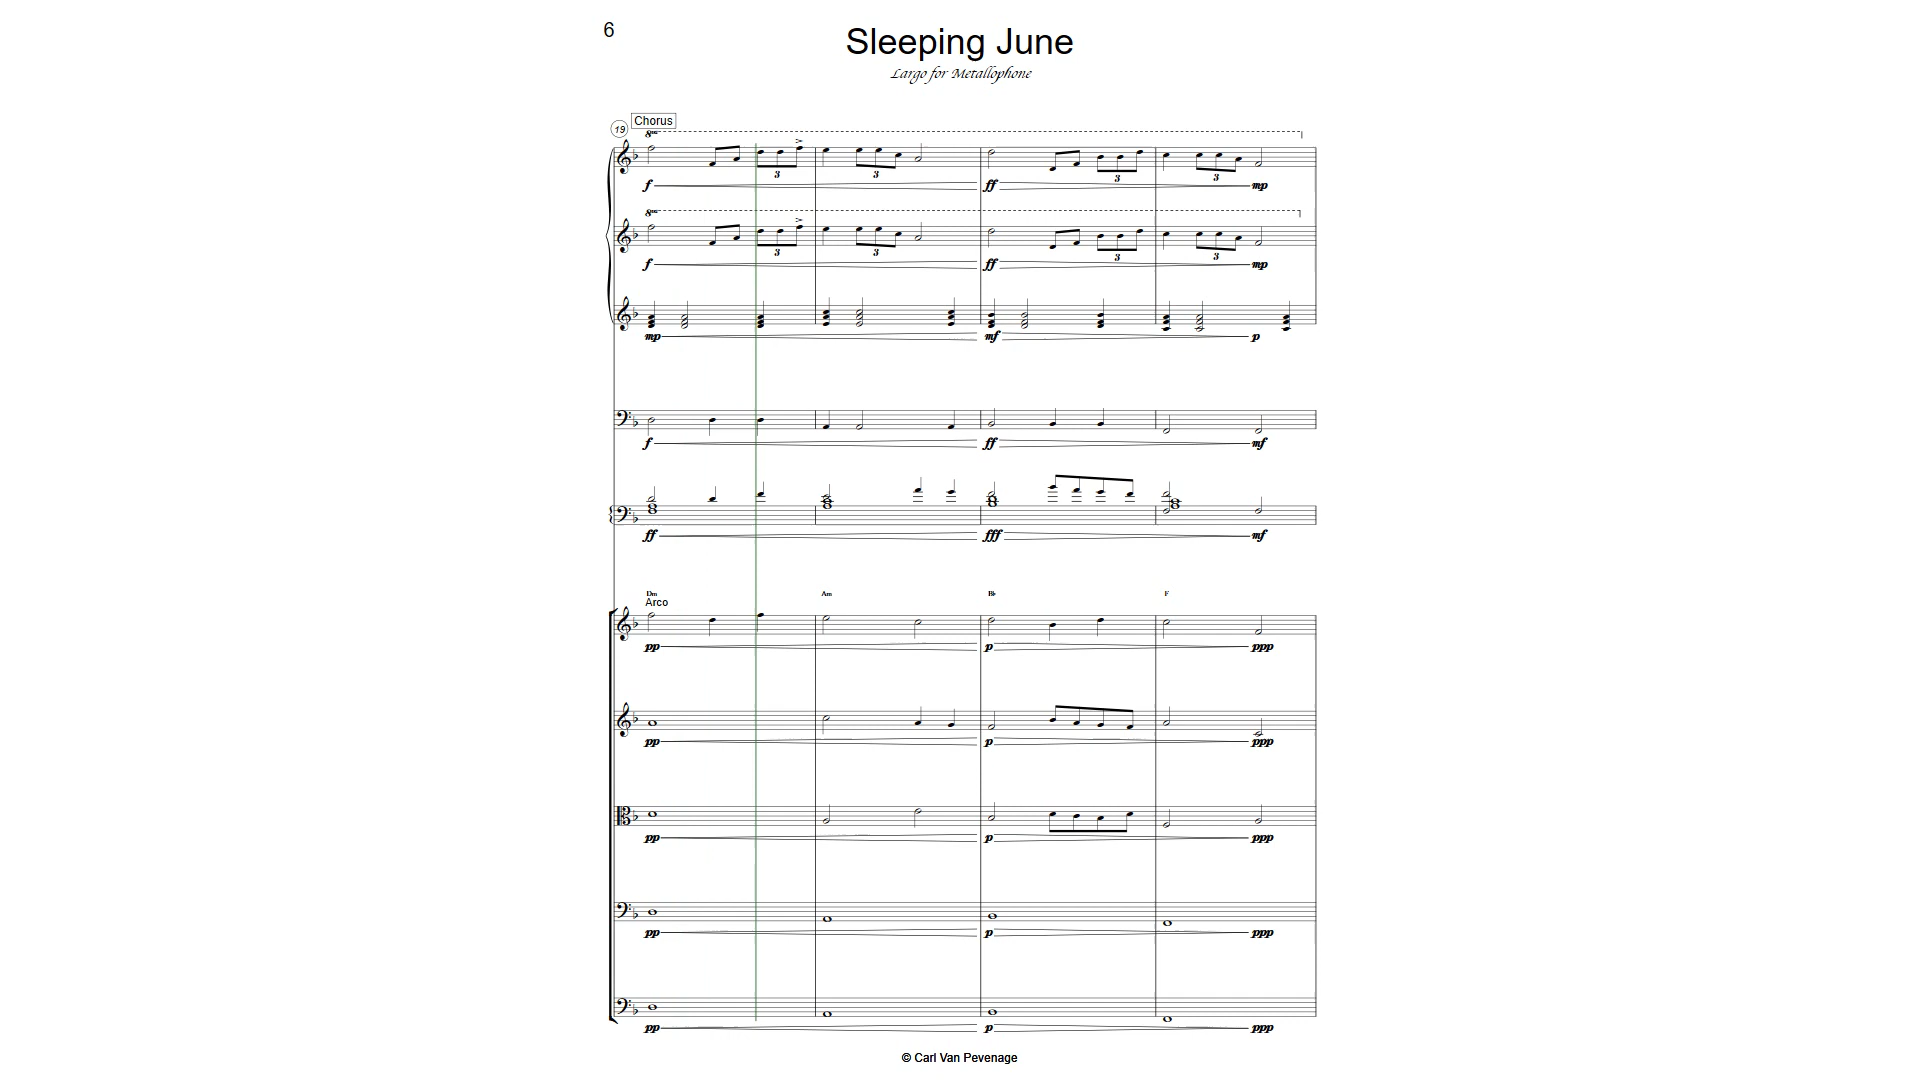 6
Sleeping June
Largo for Metallophone
19 Chorus
8va
3 3 3 3
f ff mp
8va
3 3 3 3
f ff mp
mp mf p
f ff mf
ff fff mf
Dm Am B♭ F
Arco
pp p ppp
pp p ppp
pp p ppp
pp p ppp
pp p ppp
© Carl Van Pevenage